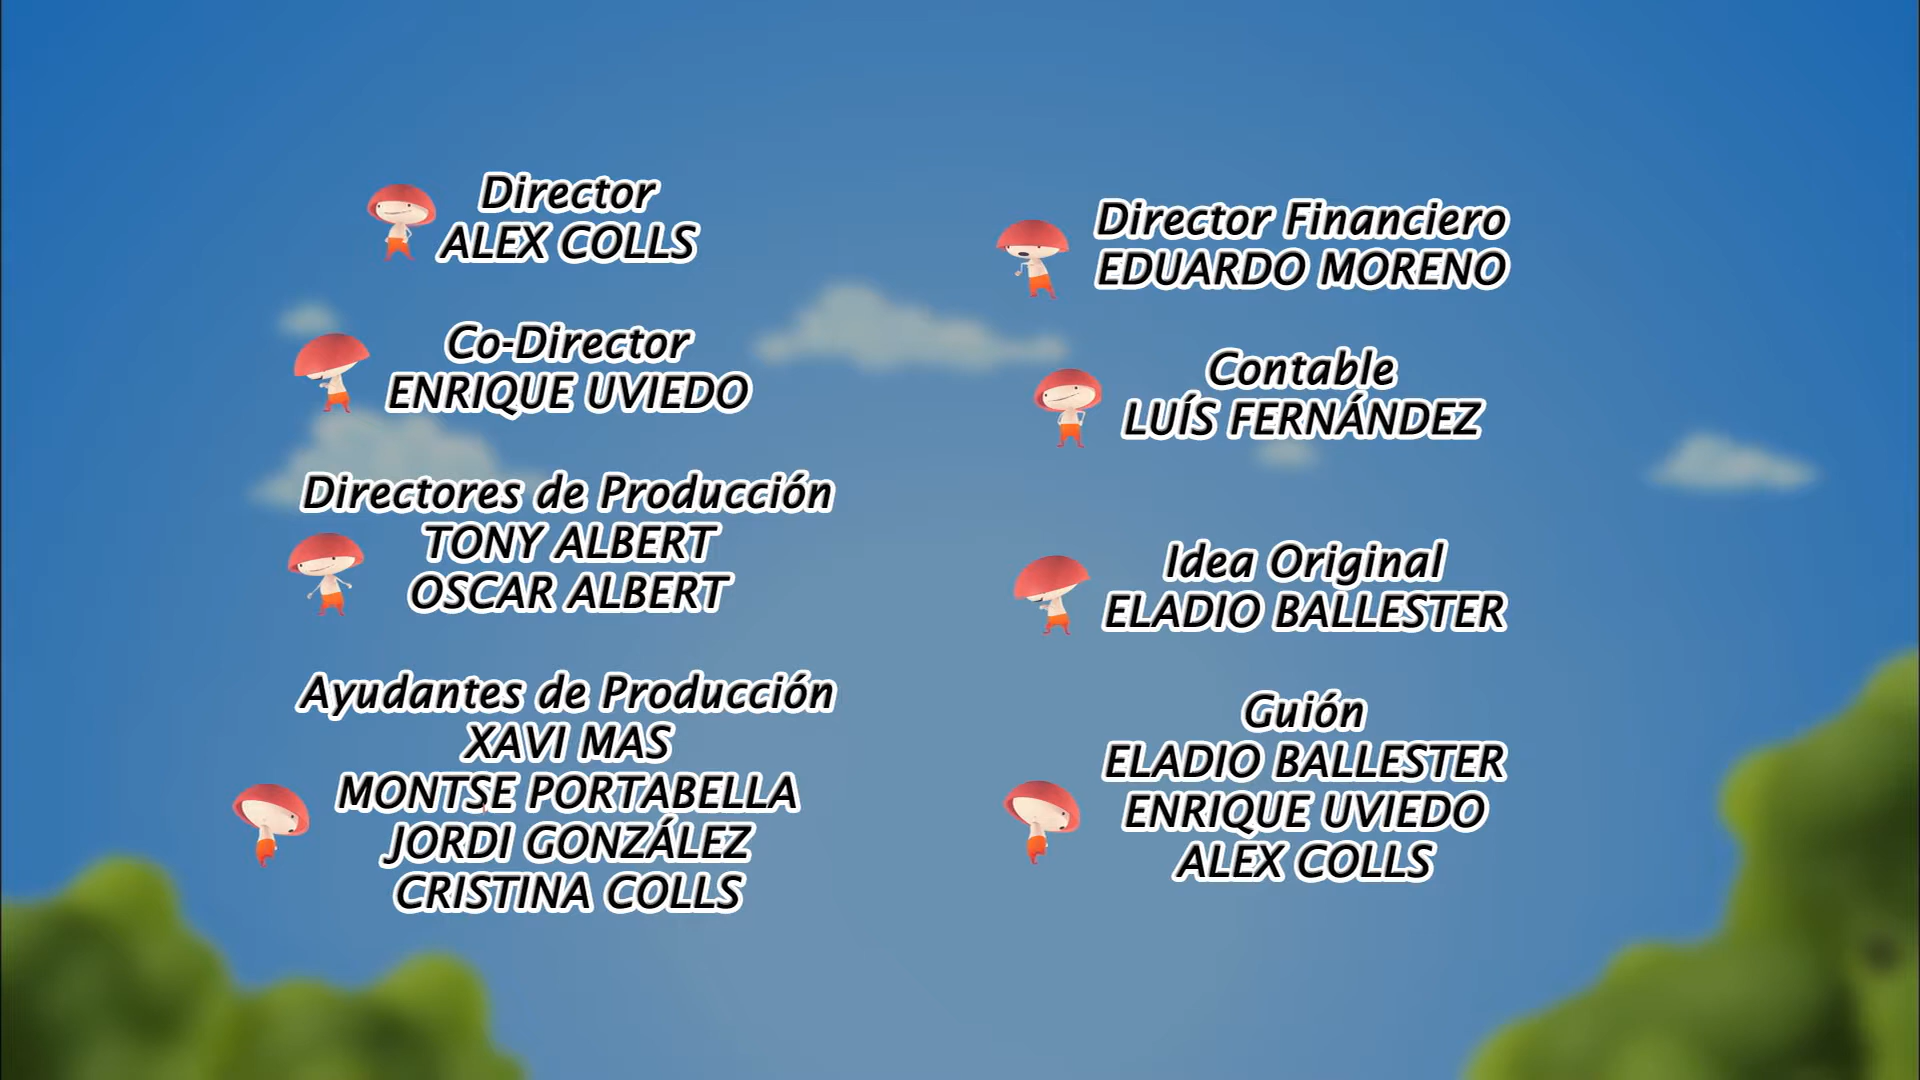 Director
ALEX COLLS
Co-Director
ENRIQUE UVIEDO
Directores de Producción
TONY ALBERT
OSCAR ALBERT
Ayudantes de Producción
XAVI MAS
MONTSE PORTABELLA
JORDI GONZÁLEZ
CRISTINA COLLS
Director Financiero
EDUARDO MORENO
Contable
LUÍS FERNÁNDEZ
Idea Original
ELADIO BALLESTER
Guión
ELADIO BALLESTER
ENRIQUE UVIEDO
ALEX COLLS